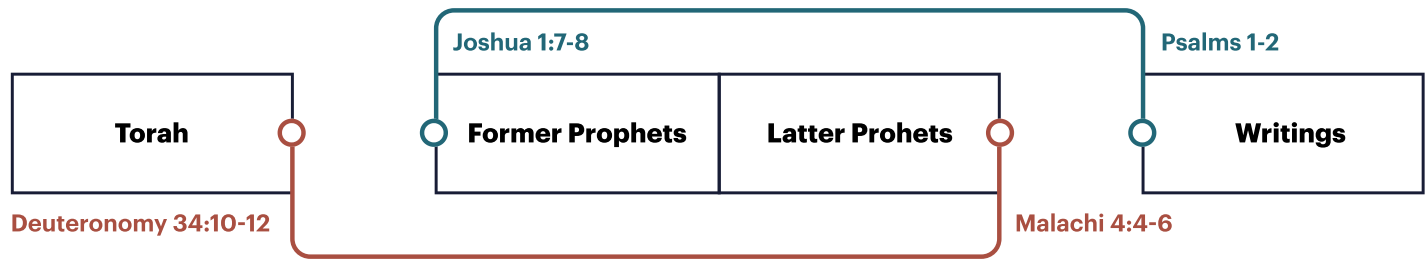 Joshua 1:7-8
Psalms 1-2
Torah
Former Prophets
Latter Prohets
Writings
Deuteronomy 34:10-12
Malachi 4:4-6